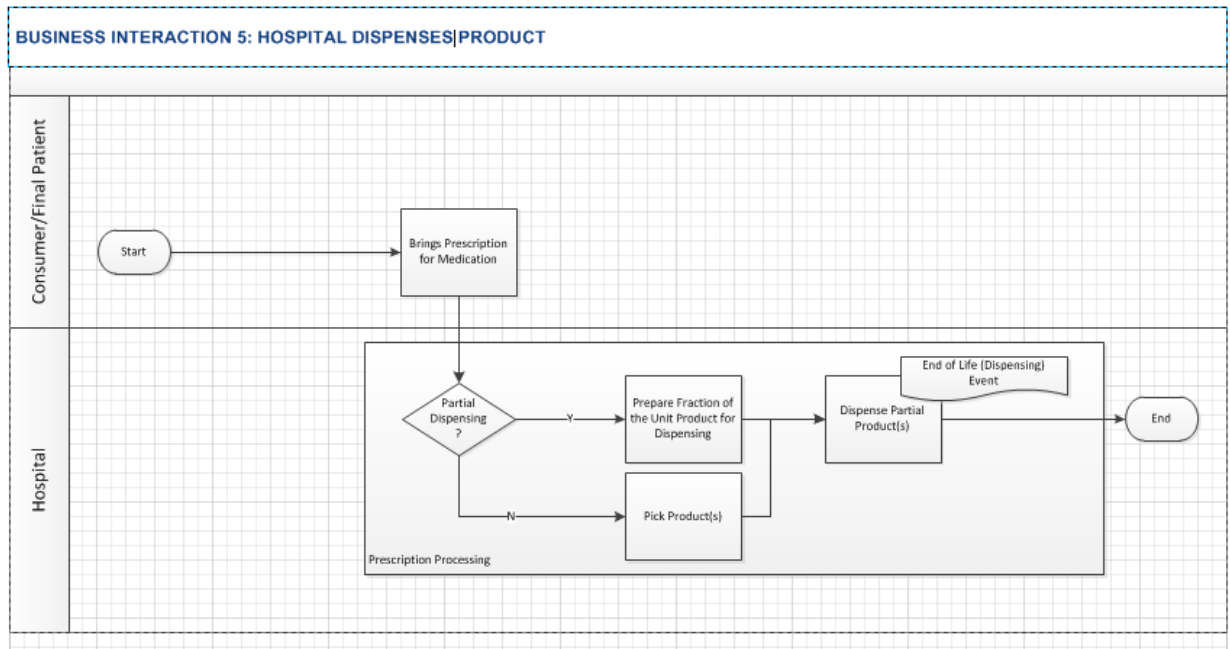 BUSINESS INTERACTION 5: HOSPITAL DISPENSES PRODUCT
Consumer/Final Patient
Start
Brings Prescription
for Medication
Hospital
Partial
Dispensing
?
Y
Prepare Fraction of
the Unit Product for
Dispensing
N
Pick Product(s)
End of Life (Dispensing)
Event
Dispense Partial
Product(s)
End
Prescription Processing